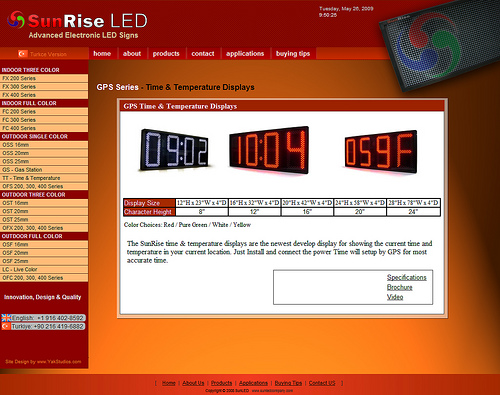 SunRise LED
Advanced Electronic LED Signs
Tuesday, May 26, 2009
9:50:25
Turkce Version
home about products contact applications buying tips
INDOOR THREE COLOR
FX 200 Series
FX 300 Series
FX 400 Series
INDOOR FULL COLOR
FC 200 Series
FC 300 Series
FC 400 Series
OUTDOOR SINGLE COLOR
OSS 16mm
OSS 20mm
OSS 25mm
GS - Gas Station
TT - Time & Temperature
OFS 200, 300, 400 Series
OUTDOOR THREE COLOR
OST 16mm
OST 20mm
OST 25mm
OFX 200, 300, 400 Series
OUTDOOR FULL COLOR
OSF 16mm
OSF 20mm
OSF 25mm
LC - Live Color
OFC 200, 300, 400 Series
Innovation, Design & Quality
English: +1 916 402-8592
Türkiye: +90 216 419-6882
Site Design by www.YakStudios.com
GPS Series - Time & Temperature Displays
GPS Time & Temperature Displays
09:02 10:04 059F
Display Size 12"H x 23"W x 4"D 16"H x 32"W x 4"D 20"H x 42"W x 4"D 24"H x 58"W x 4"D 28"H x 78"W x 4"D
Character Height 8" 12" 16" 20" 24"
Color Choices: Red / Pure Green / White / Yellow
The SunRise time & temperature displays are the newest develop display for showing the current time and
temperature in your current location. Just Install and connect the power Time will setup by GPS for most
accurate time.
Specifications
Brochure
Video
| Home | About Us | Products | Applications | Buying Tips | Contact US |
Copyright © 2008 SunLED